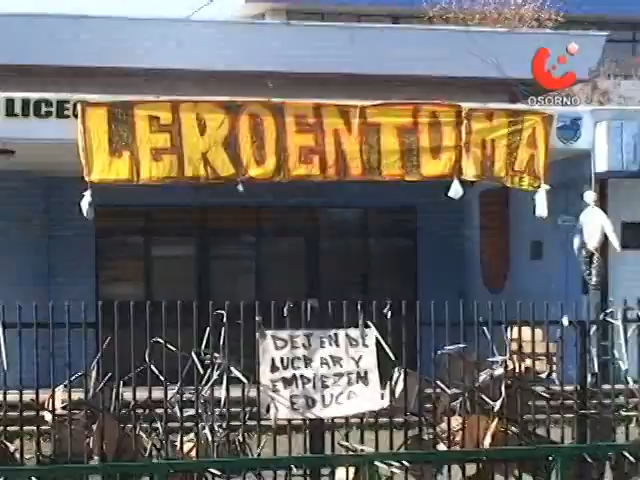 OSORNO
LICEO
LEROENTOMA
DEJEN DE
LUCRAR Y
EMPIEZEN
EDUCA